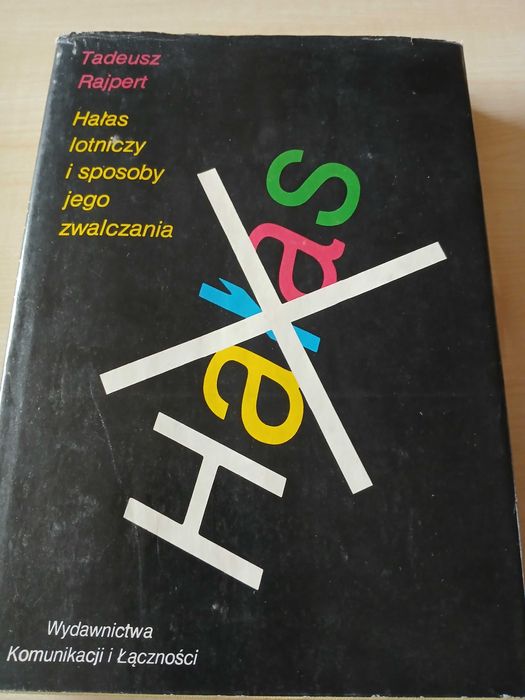 Tadeusz
Rajpert
Hałas
lotniczy
i sposoby
jego
zwalczania
Hałas
Wydawnictwa
Komunikacji i Łączności